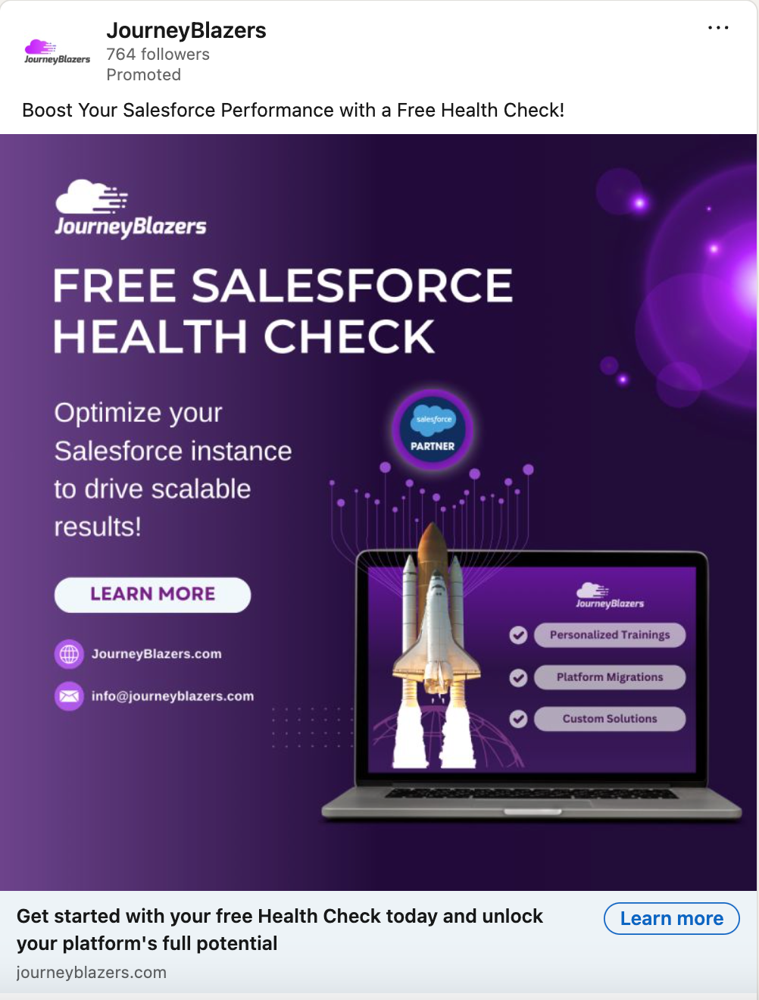 JourneyBlazers
JourneyBlazers
764 followers
Promoted
Boost Your Salesforce Performance with a Free Health Check!
JourneyBlazers
FREE SALESFORCE
HEALTH CHECK
Optimize your
Salesforce instance
to drive scalable
results!
salesforce
PARTNER
LEARN MORE
JourneyBlazers.com
info@journeyblazers.com
JourneyBlazers
Personalized Trainings
Platform Migrations
Custom Solutions
Get started with your free Health Check today and unlock
your platform's full potential
journeyblazers.com
Learn more